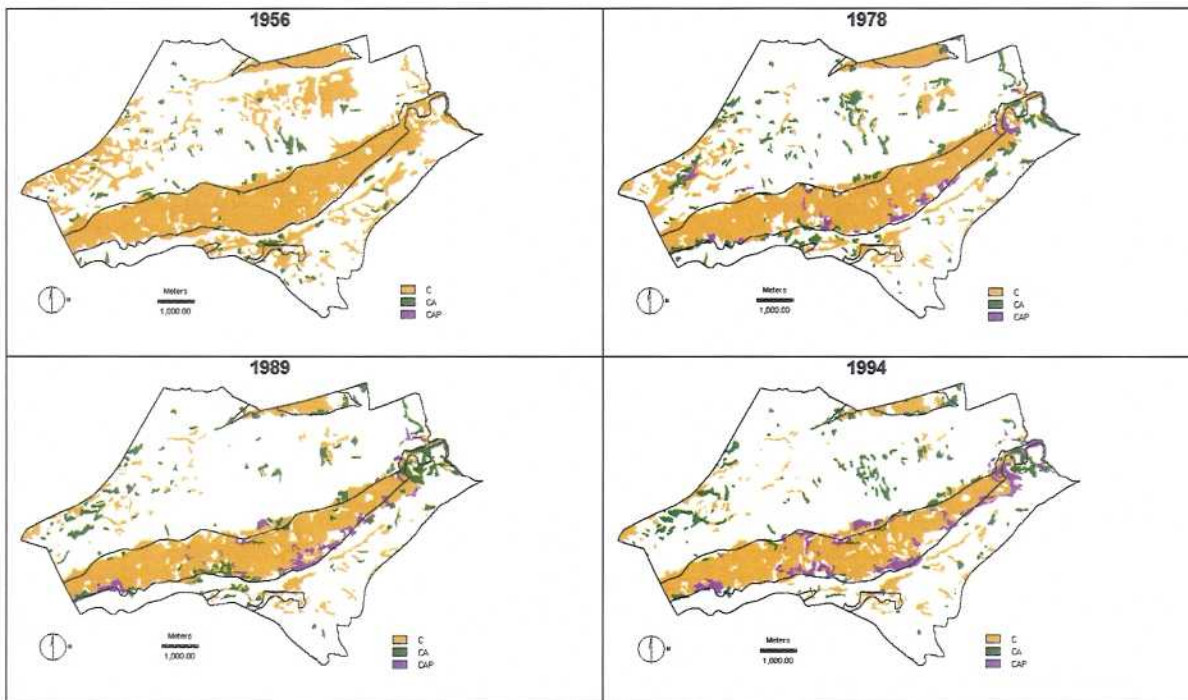 1956
Meters
1,000.00
C
CA
CAP
1978
Meters
1,000.00
C
CA
CAP
1989
Meters
1,000.00
C
CA
CAP
1994
Meters
1,000.00
C
CA
CAP